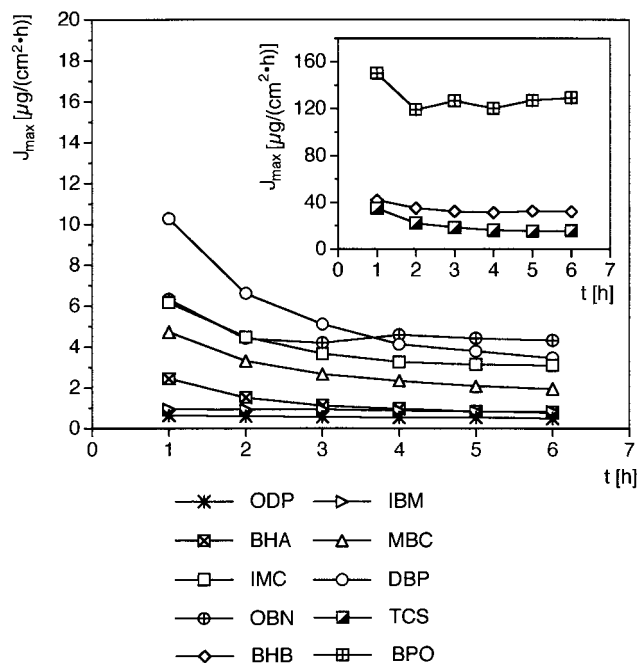 J_max [µg/(cm²•h)]
20
18
16
14
12
10
8
6
4
2
0
0 1 2 3 4 5 6 7
t [h]
J_max [µg/(cm²•h)]
160
120
80
40
0
0 1 2 3 4 5 6 7
t [h]
ODP IBM
BHA MBC
IMC DBP
OBN TCS
BHB BPO